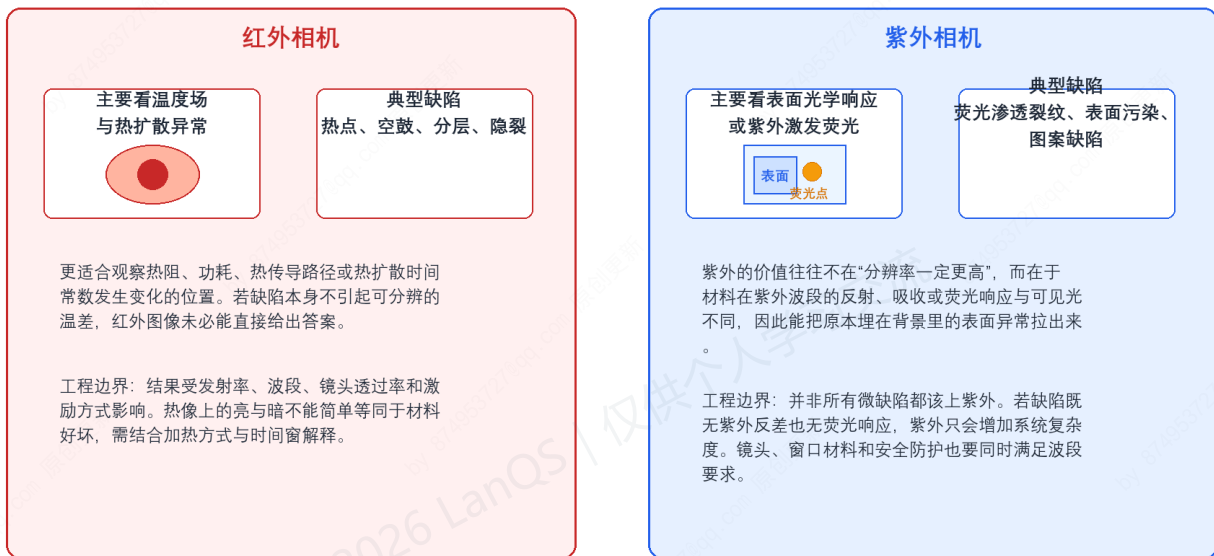 红外相机
主要看温度场
与热扩散异常
典型缺陷
热点、空鼓、分层、隐裂
更适合观察热阻、功耗、热传导路径或热扩散时间
常数发生变化的位置。若缺陷本身不引起可分辨的
温差，红外图像未必能直接给出答案。
工程边界：结果受发射率、波段、镜头透过率和激
励方式影响。热像上的亮与暗不能简单等同于材料
好坏，需结合加热方式与时间窗解释。
紫外相机
主要看表面光学响应
或紫外激发荧光
表面
荧光点
典型缺陷
荧光渗透裂纹、表面污染、
图案缺陷
紫外的价值往往不在“分辨率一定更高”，而在于
材料在紫外波段的反射、吸收或荧光响应与可见光
不同，因此能把原本埋在背景里的表面异常拉出来
。
工程边界：并非所有微缺陷都该上紫外。若缺陷既
无紫外反差也无荧光响应，紫外只会增加系统复杂
度。镜头、窗口材料和安全防护也要同时满足波段
要求。
2026 LanQS | 仅供个人学习交流